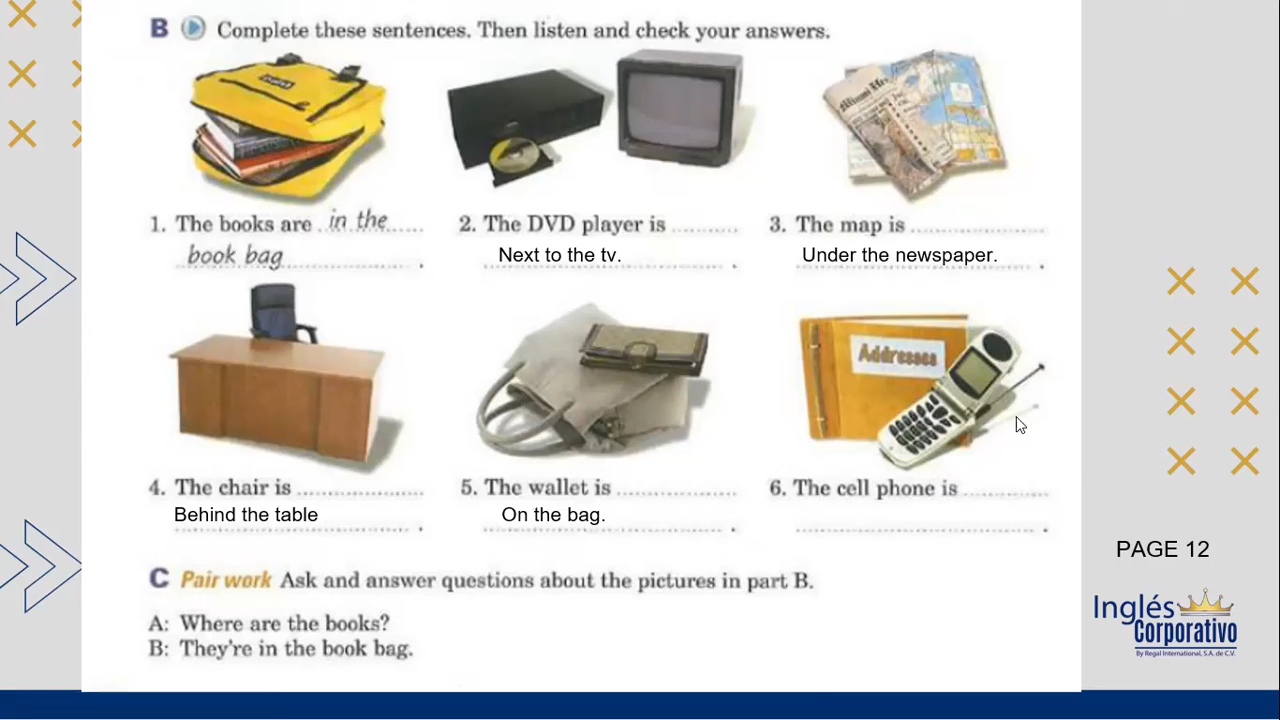 B Complete these sentences. Then listen and check your answers.
1. The books are in the
book bag.
2. The DVD player is
Next to the tv.
3. The map is
Under the newspaper.
Addresses
4. The chair is
Behind the table
5. The wallet is
On the bag.
6. The cell phone is
C Pair work Ask and answer questions about the pictures in part B.
A: Where are the books?
B: They're in the book bag.
PAGE 12
Inglés
Corporativo
By Regal International, S.A. de C.V.